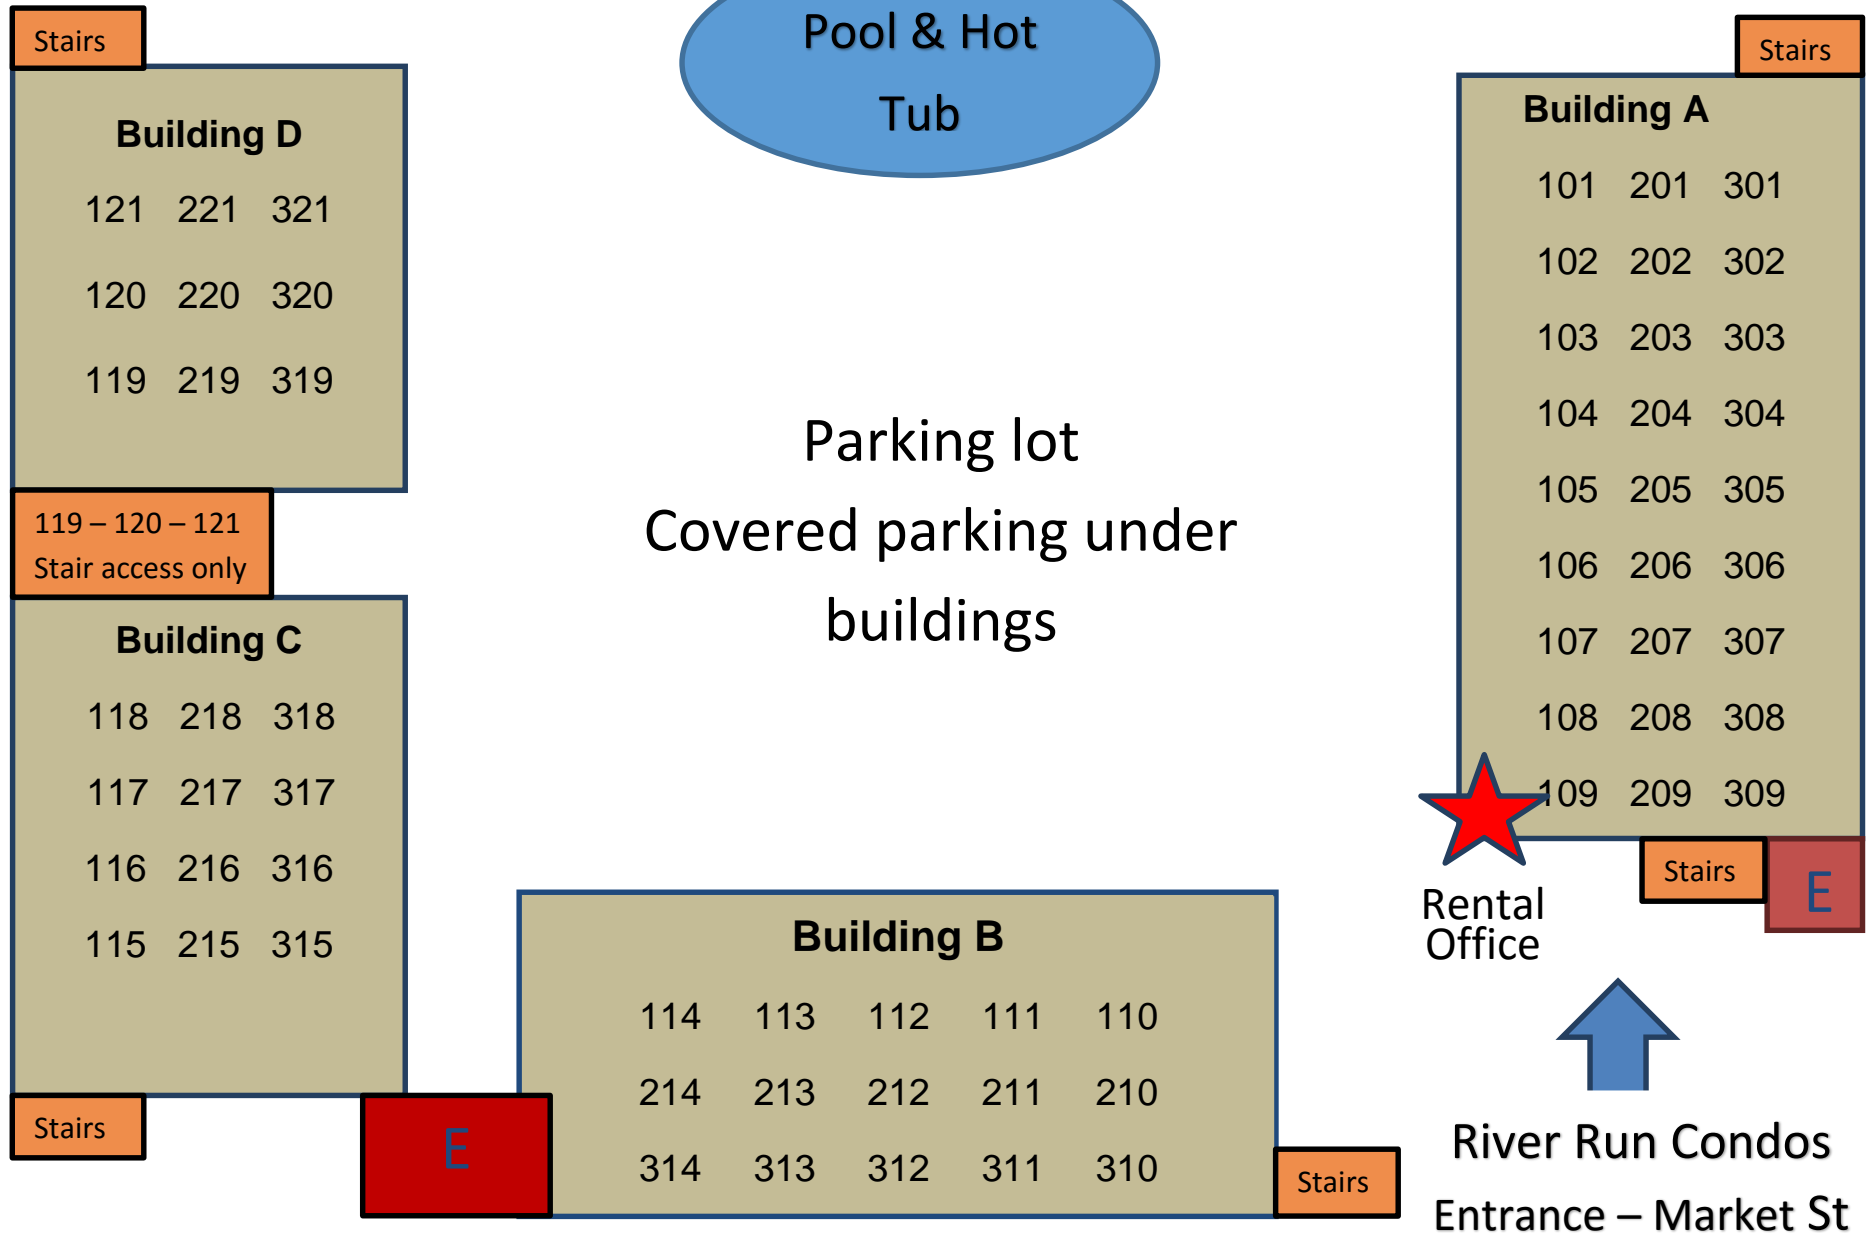 Stairs
Pool & Hot
Tub
Stairs
Building D
121 221 321
120 220 320
119 219 319
119 – 120 – 121
Stair access only
Building C
118 218 318
117 217 317
116 216 316
115 215 315
Stairs
E
Parking lot
Covered parking under
buildings
Building B
114 113 112 111 110
214 213 212 211 210
314 313 312 311 310
Stairs
Building A
101 201 301
102 202 302
103 203 303
104 204 304
105 205 305
106 206 306
107 207 307
108 208 308
109 209 309
Stairs
E
Rental
Office
River Run Condos
Entrance – Market St